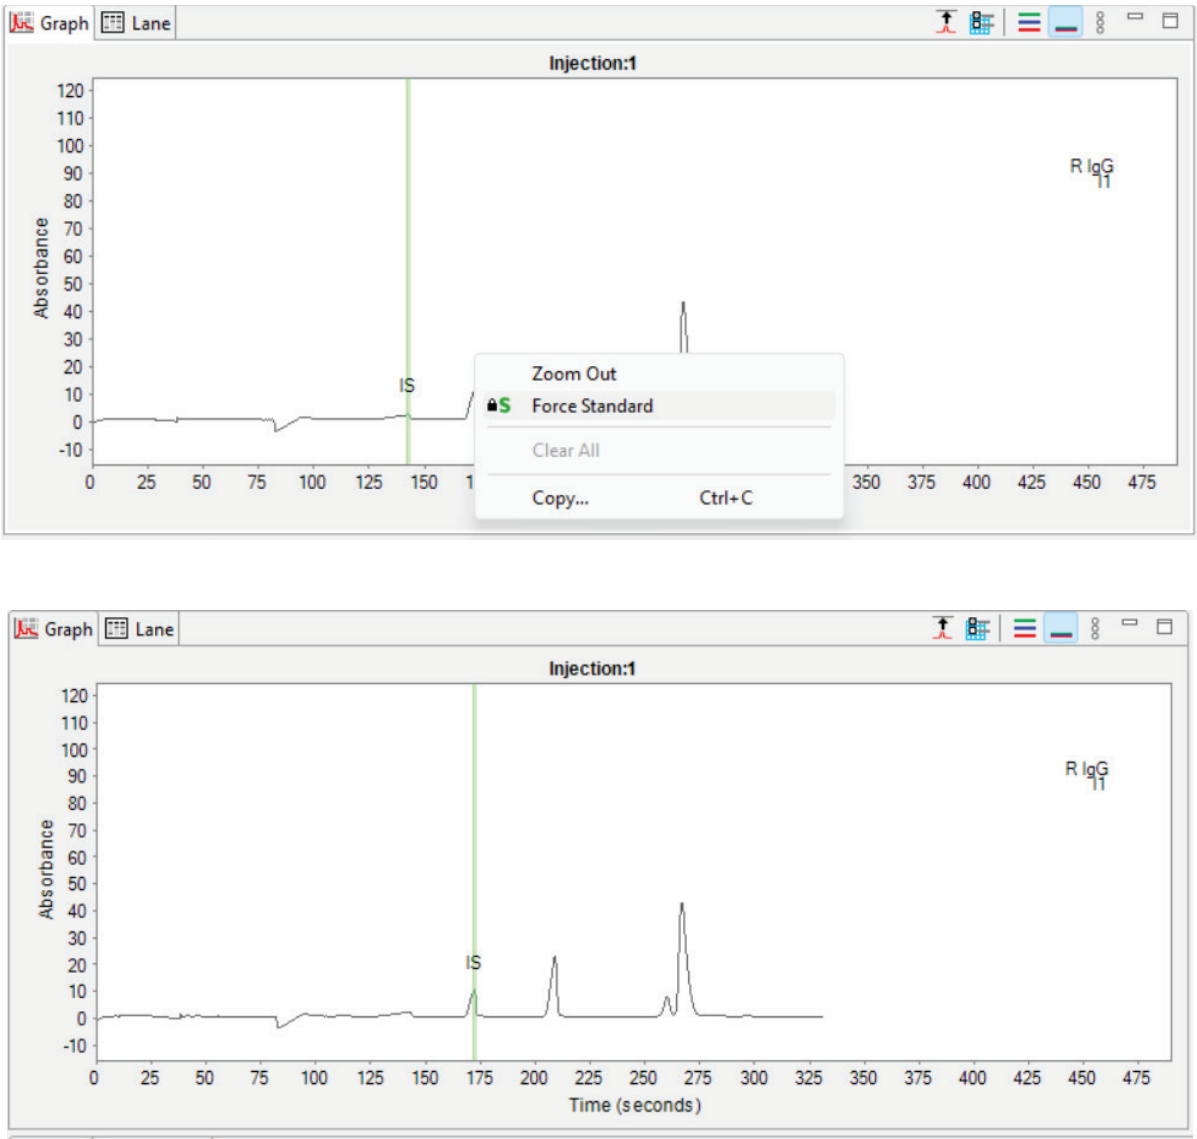 Graph Lane
Injection:1
120
110
100
90
80
70
60
50
40
30
20
10
0
-10
Absorbance
R IgG
I1
IS
Zoom Out
S Force Standard
Clear All
Copy... Ctrl+C
0 25 50 75 100 125 150 1 350 375 400 425 450 475
Graph Lane
Injection:1
120
110
100
90
80
70
60
50
40
30
20
10
0
-10
Absorbance
R IgG
I1
IS
0 25 50 75 100 125 150 175 200 225 250 275 300 325 350 375 400 425 450 475
Time (seconds)